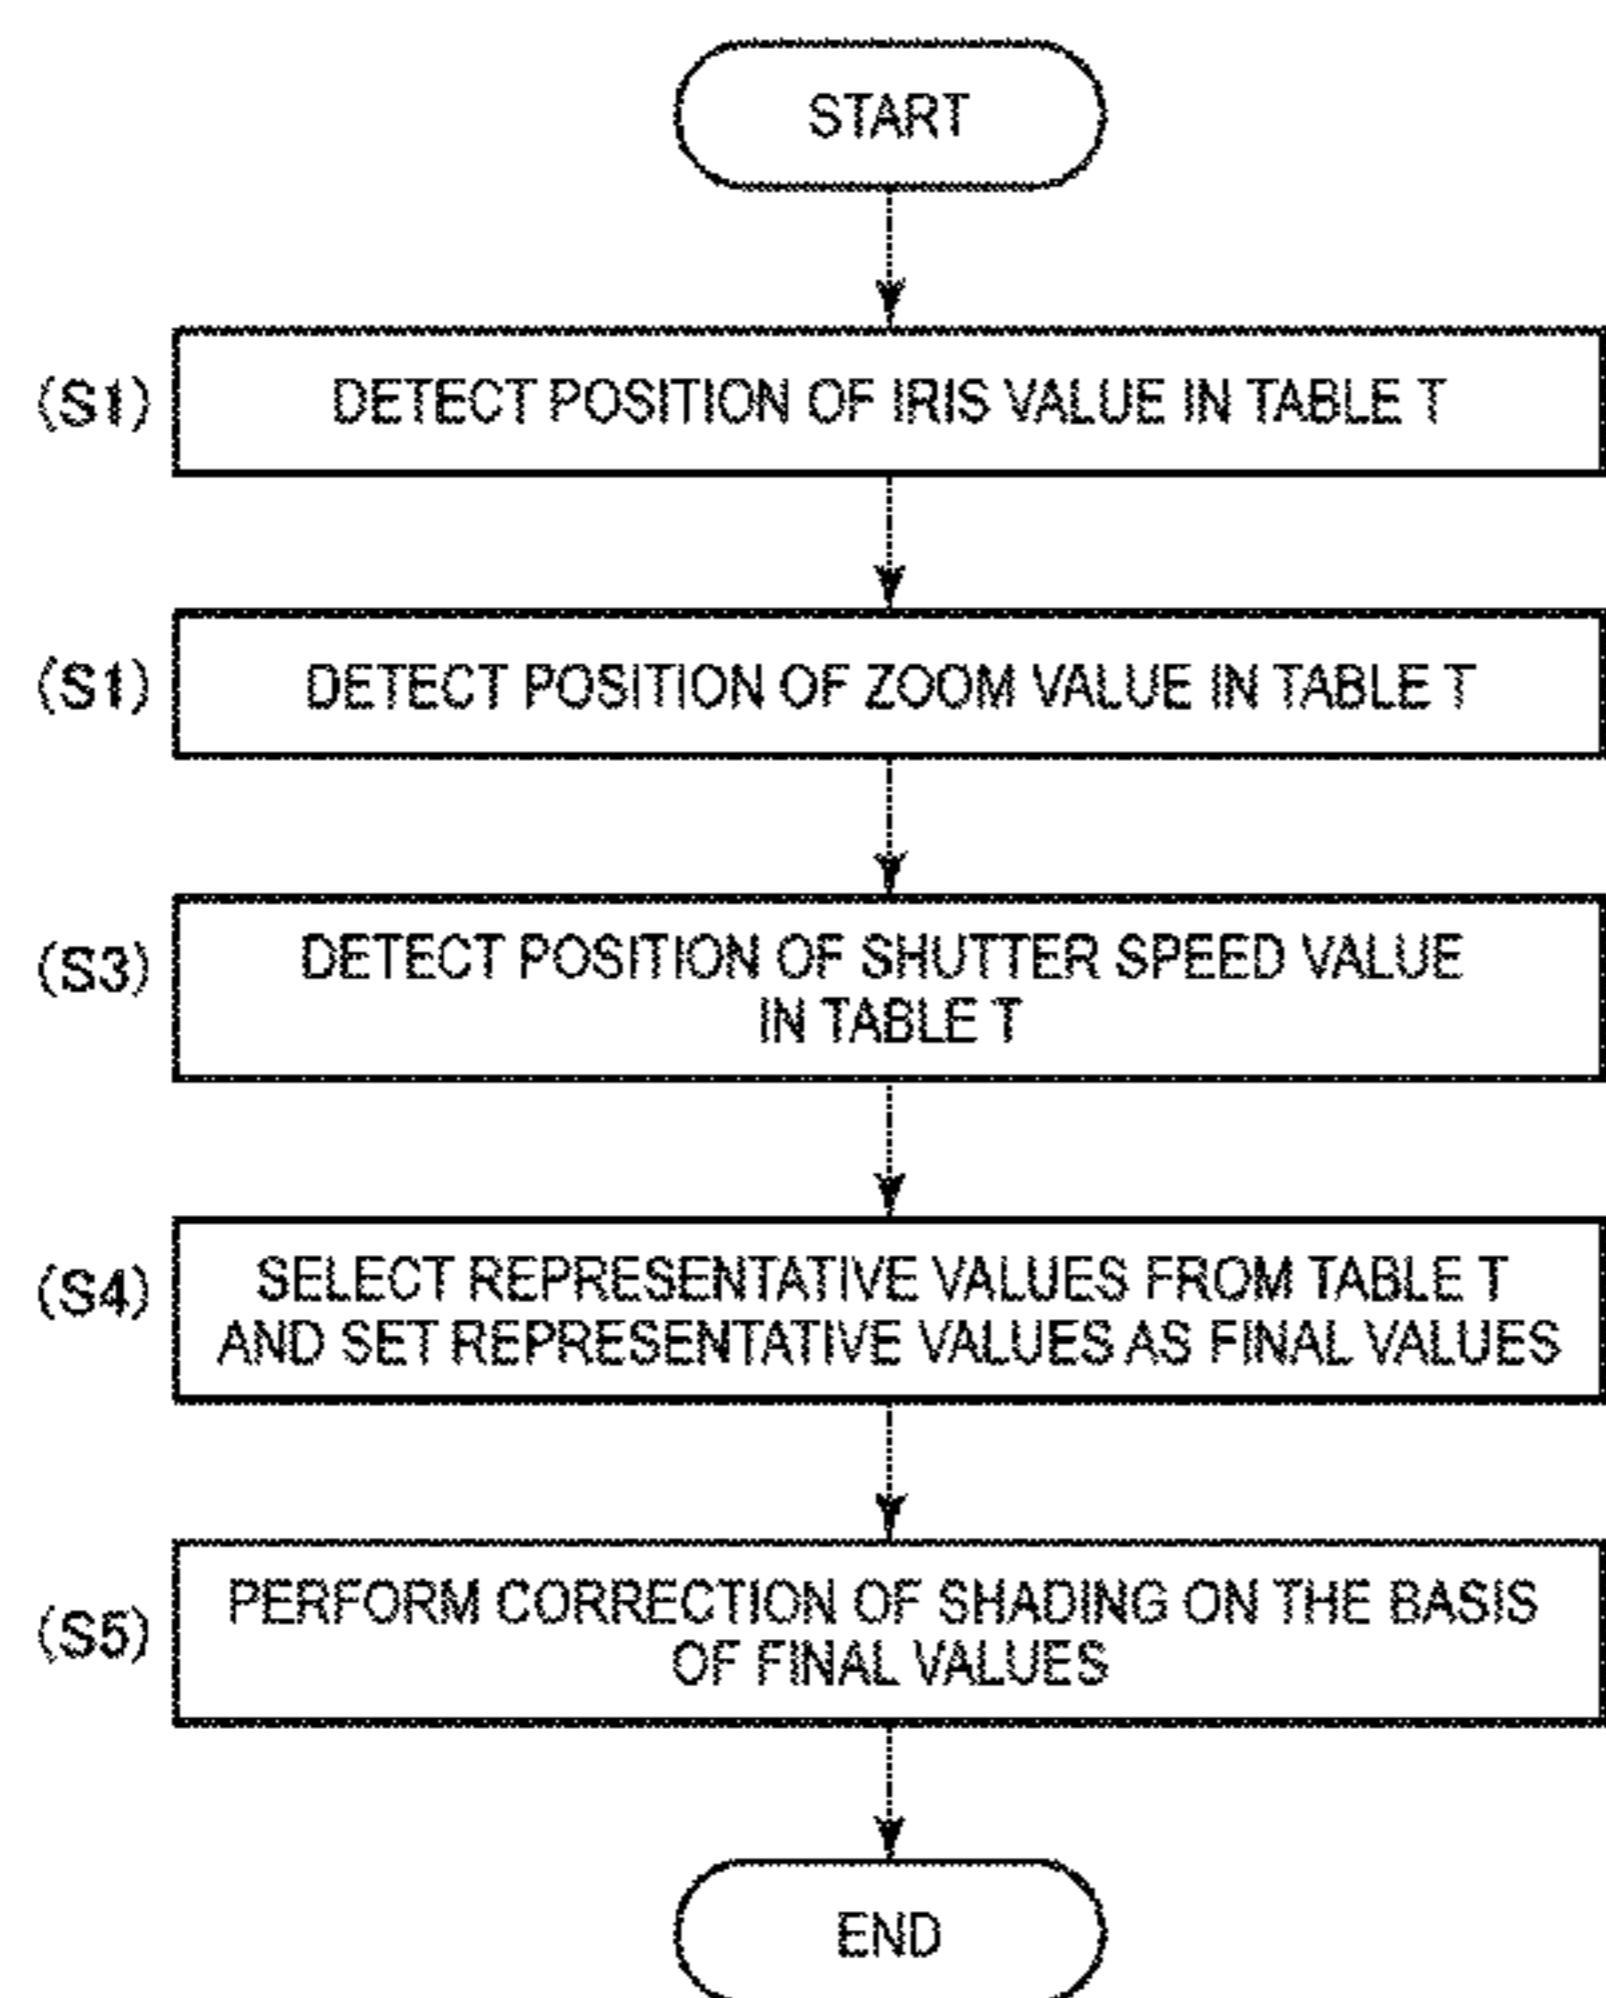 START
(S1) DETECT POSITION OF IRIS VALUE IN TABLE T
(S1) DETECT POSITION OF ZOOM VALUE IN TABLE T
(S3) DETECT POSITION OF SHUTTER SPEED VALUE
IN TABLE T
(S4) SELECT REPRESENTATIVE VALUES FROM TABLE T
AND SET REPRESENTATIVE VALUES AS FINAL VALUES
(S5) PERFORM CORRECTION OF SHADING ON THE BASIS
OF FINAL VALUES
END